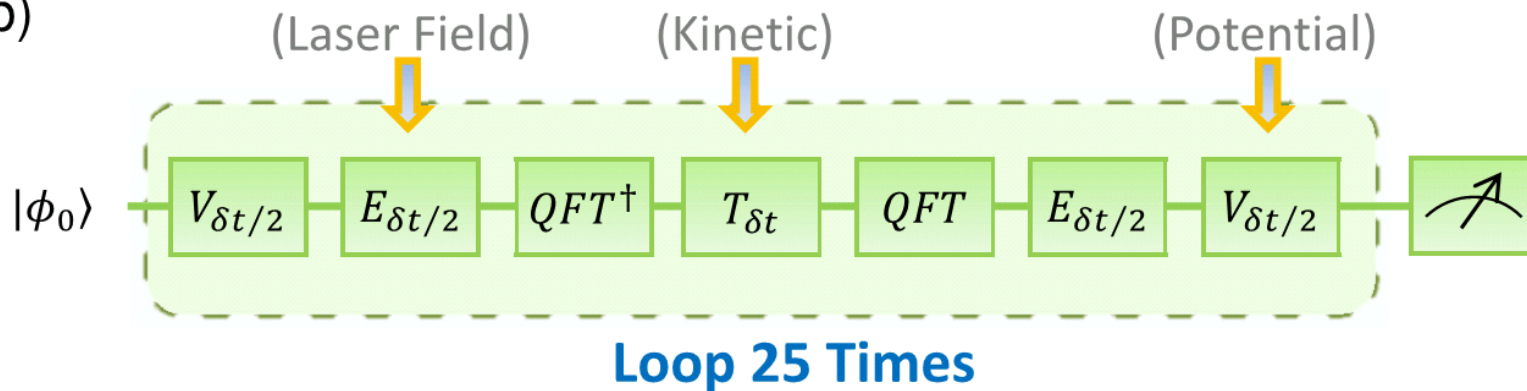 b)
(Laser Field) (Kinetic) (Potential)
|ϕ₀⟩ V_{δt/2} E_{δt/2} QFT† T_{δt} QFT E_{δt/2} V_{δt/2}
Loop 25 Times